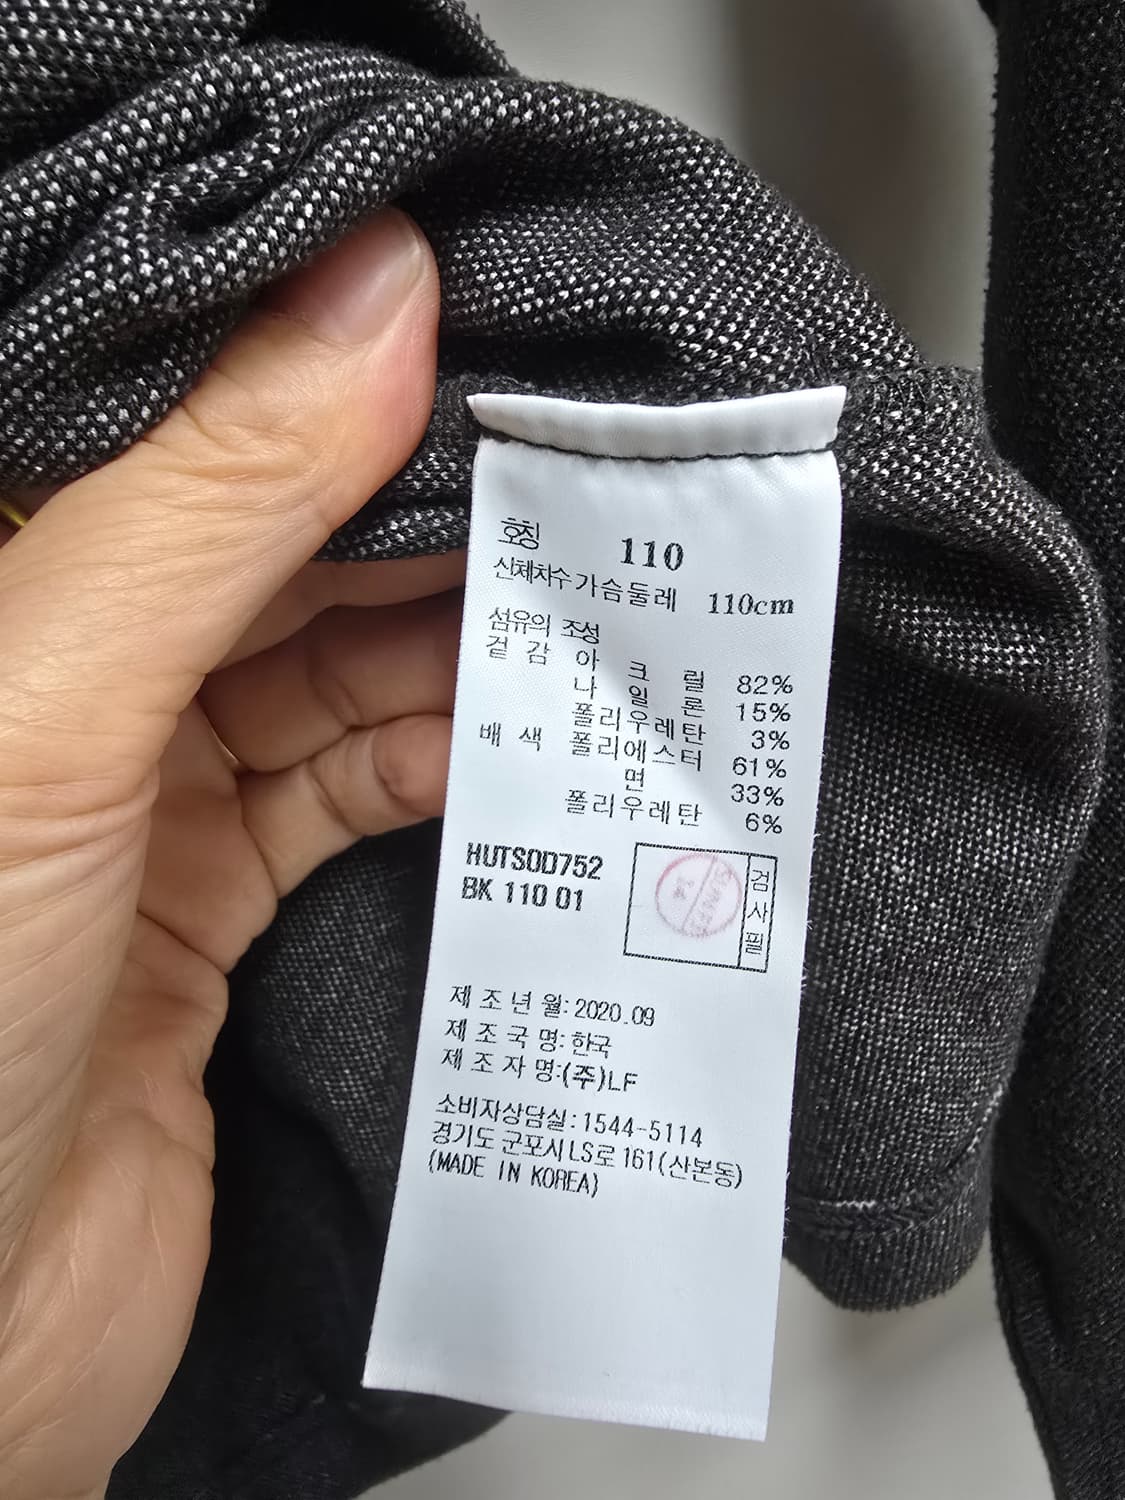 호칭 110
신체치수 가슴둘레 110cm
섬유의 조성
겉감 아크릴 82%
나일론 15%
폴리우레탄 3%
배색 폴리에스터 61%
면 33%
폴리우레탄 6%
HUTSOD752
BK 110 01
검사필
제조년월: 2020.09
제조국명: 한국
제조자명:(주)LF
소비자상담실: 1544-5114
경기도 군포시 LS로 161(산본동)
(MADE IN KOREA)